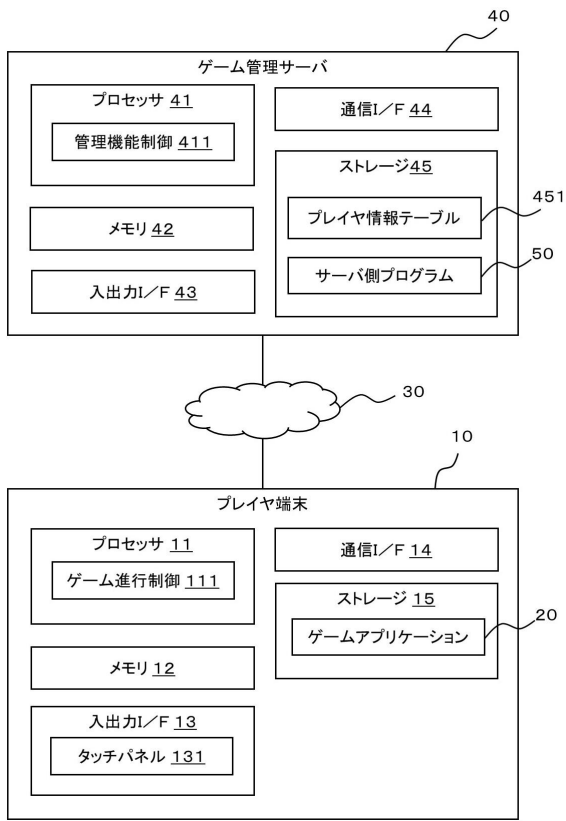 40
ゲーム管理サーバ
プロセッサ 41
管理機能制御 411
メモリ 42
入出力I／F 43
通信I／F 44
ストレージ45
プレイヤ情報テーブル
451
サーバ側プログラム
50
30
10
プレイヤ端末
プロセッサ 11
ゲーム進行制御 111
メモリ 12
入出力I／F 13
タッチパネル 131
通信I／F 14
ストレージ 15
ゲームアプリケーション
20